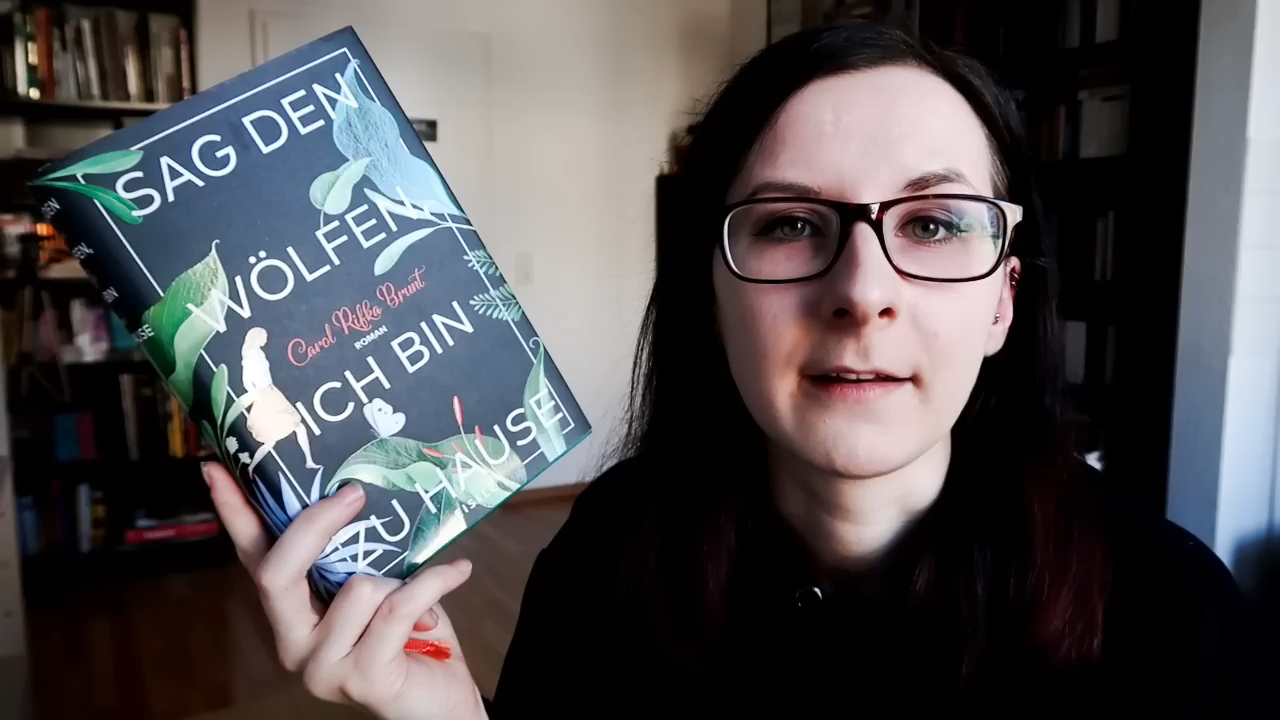 SAG DEN
WÖLFEN,
Carol Rifka Brunt
ROMAN
ICH BIN
ZU HAUSE